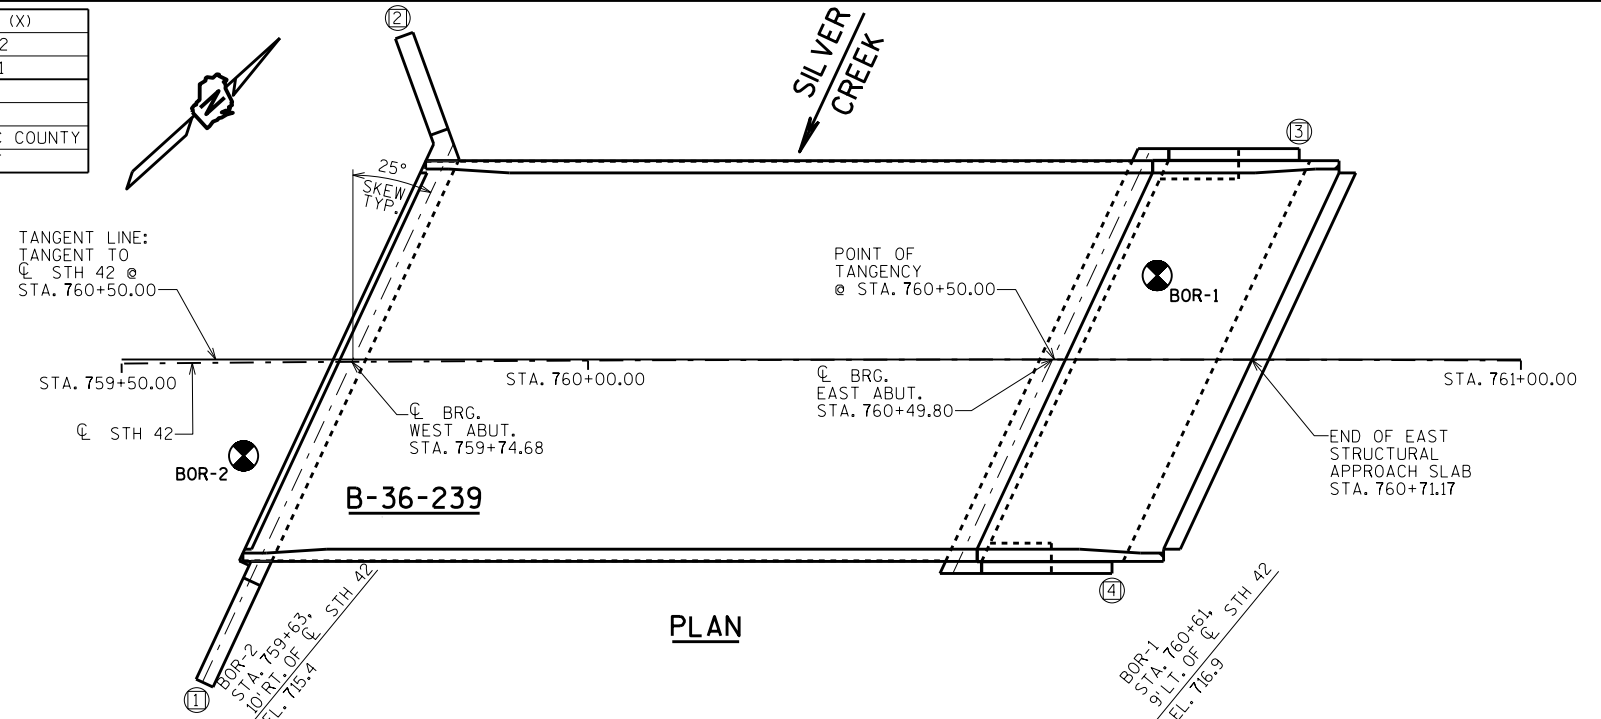 (X)
2
1
C COUNTY
N
2
SILVER
CREEK
3
25°
SKEW
TYP.
TANGENT LINE:
TANGENT TO
℄ STH 42 @
STA. 760+50.00
POINT OF
TANGENCY
@ STA. 760+50.00
BOR-1
STA. 759+50.00
STA. 760+00.00
℄ BRG.
EAST ABUT.
STA. 760+49.80
STA. 761+00.00
℄ STH 42
℄ BRG.
WEST ABUT.
STA. 759+74.68
END OF EAST
STRUCTURAL
APPROACH SLAB
STA. 760+71.17
BOR-2
B-36-239
4
PLAN
1
BOR-2
STA. 759+63,
10' RT. OF ℄ STH 42
EL. 715.4
BOR-1
STA. 760+61,
9' LT. OF ℄ STH 42
EL. 716.9